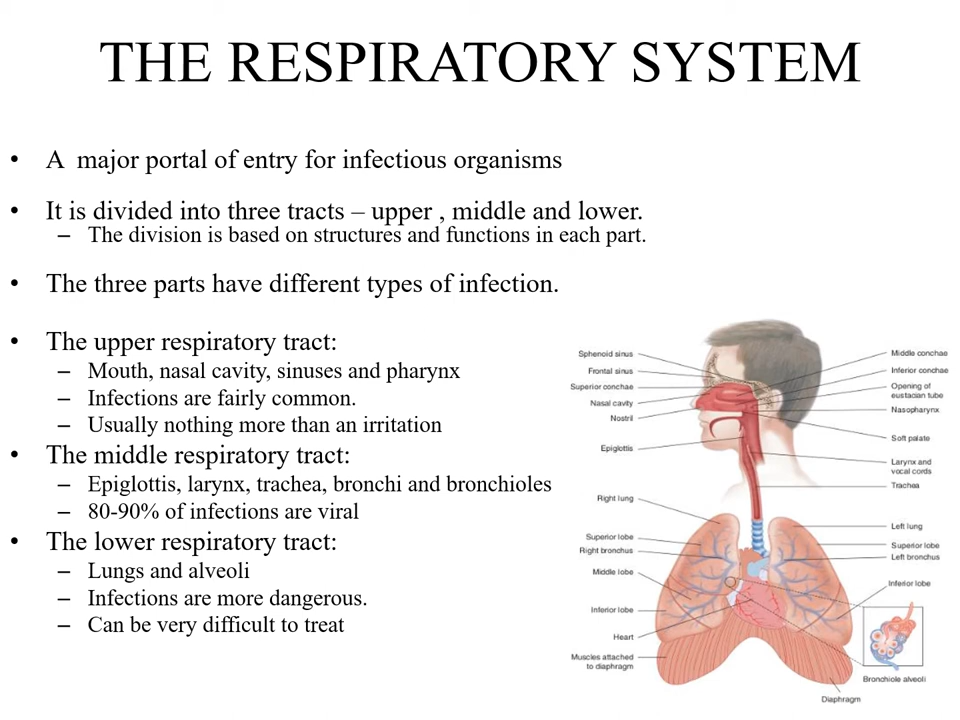 THE RESPIRATORY SYSTEM
• A major portal of entry for infectious organisms
• It is divided into three tracts – upper , middle and lower.
– The division is based on structures and functions in each part.
• The three parts have different types of infection.
• The upper respiratory tract:
– Mouth, nasal cavity, sinuses and pharynx
– Infections are fairly common.
– Usually nothing more than an irritation
• The middle respiratory tract:
– Epiglottis, larynx, trachea, bronchi and bronchioles
– 80-90% of infections are viral
• The lower respiratory tract:
– Lungs and alveoli
– Infections are more dangerous.
– Can be very difficult to treat
Sphenoid sinus
Frontal sinus
Superior conchae
Nasal cavity
Nostril
Epiglottis
Right lung
Superior lobe
Right bronchus
Middle lobe
Inferior lobe
Heart
Muscles attached
to diaphragm
Middle conchae
Inferior conchae
Opening of
eustacian tube
Nasopharynx
Soft palate
Larynx and
vocal cords
Trachea
Left lung
Superior lobe
Left bronchus
Inferior lobe
Bronchiole alveoli
Diaphragm